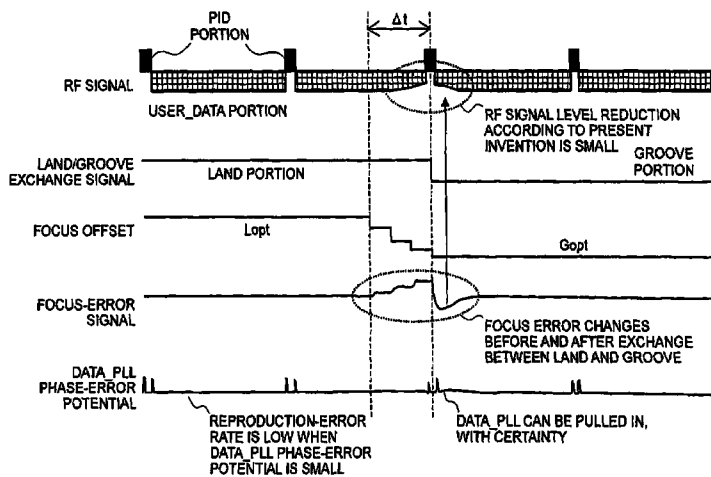 PID
PORTION
Δt
RF SIGNAL
USER_DATA PORTION
RF SIGNAL LEVEL REDUCTION
ACCORDING TO PRESENT
INVENTION IS SMALL
LAND/GROOVE
EXCHANGE SIGNAL
LAND PORTION
GROOVE
PORTION
FOCUS OFFSET
Lopt
Gopt
FOCUS-ERROR
SIGNAL
FOCUS ERROR CHANGES
BEFORE AND AFTER EXCHANGE
BETWEEN LAND AND GROOVE
DATA_PLL
PHASE-ERROR
POTENTIAL
REPRODUCTION-ERROR
RATE IS LOW WHEN
DATA_PLL PHASE-ERROR
POTENTIAL IS SMALL
DATA_PLL CAN BE PULLED IN,
WITH CERTAINTY